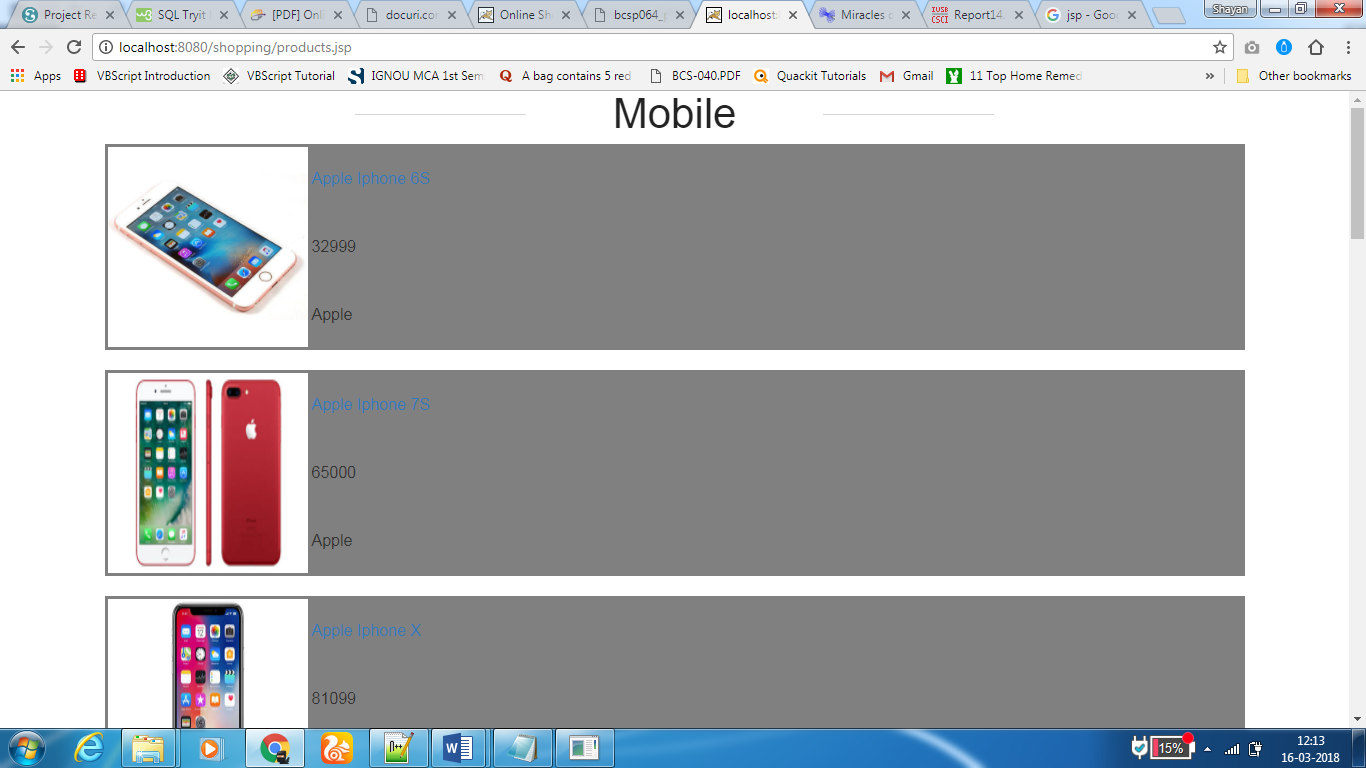 Project Re
SQL Tryit
[PDF] Onl
docuri.co
Online Sh
bcsp064_
localhost:
Miracles
Report14
jsp - Goo
Shayan
localhost:8080/shopping/products.jsp
Apps
VBScript Introduction
VBScript Tutorial
IGNOU MCA 1st Sem
A bag contains 5 red
BCS-040.PDF
Quackit Tutorials
Gmail
11 Top Home Remed
»
Other bookmarks
Mobile
Apple Iphone 6S
32999
Apple
Apple Iphone 7S
65000
Apple
Apple Iphone X
81099
15%
12:13
16-03-2018